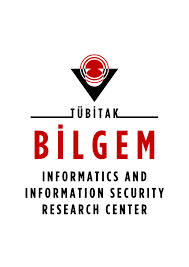 TÜBİTAK
BİLGEM
INFORMATICS AND
INFORMATION SECURITY
RESEARCH CENTER